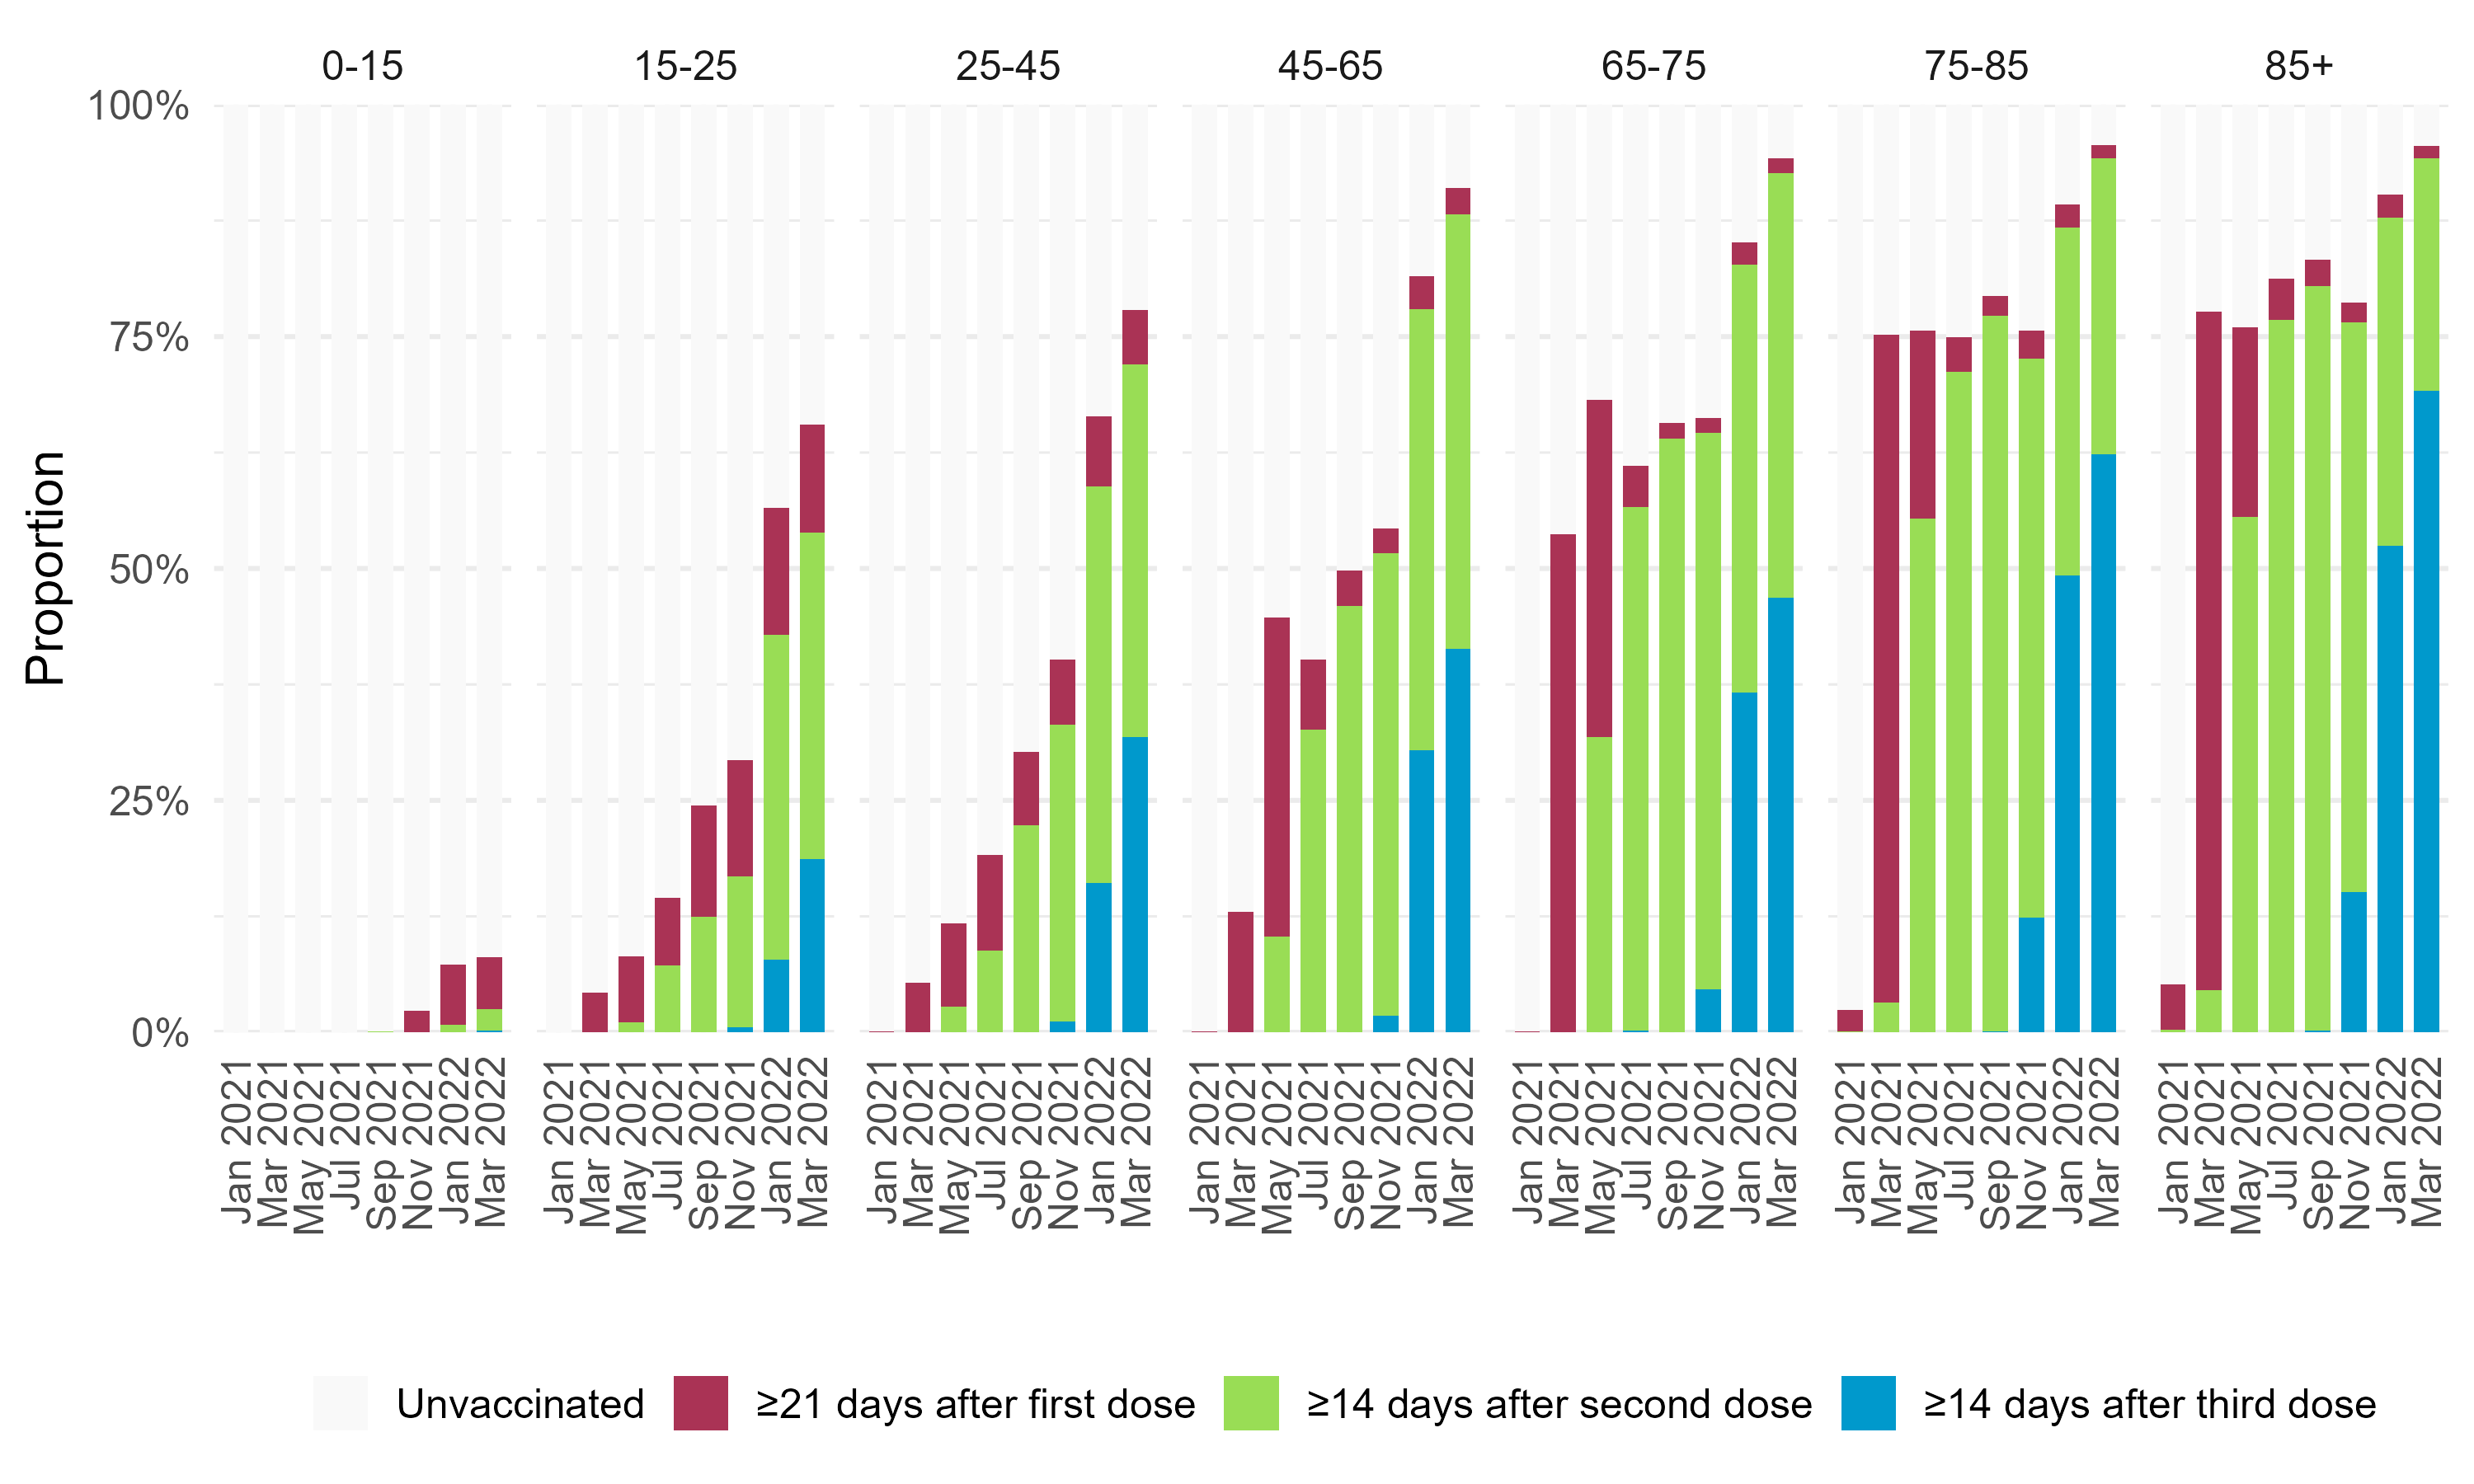 0-15 15-25 25-45 45-65 65-75 75-85 85+
100%
75%
50%
25%
0%
Proportion
Jan 2021 Mar 2021 May 2021 Jul 2021 Sep 2021 Nov 2021 Jan 2022 Mar 2022
Jan 2021 Mar 2021 May 2021 Jul 2021 Sep 2021 Nov 2021 Jan 2022 Mar 2022
Jan 2021 Mar 2021 May 2021 Jul 2021 Sep 2021 Nov 2021 Jan 2022 Mar 2022
Jan 2021 Mar 2021 May 2021 Jul 2021 Sep 2021 Nov 2021 Jan 2022 Mar 2022
Jan 2021 Mar 2021 May 2021 Jul 2021 Sep 2021 Nov 2021 Jan 2022 Mar 2022
Jan 2021 Mar 2021 May 2021 Jul 2021 Sep 2021 Nov 2021 Jan 2022 Mar 2022
Jan 2021 Mar 2021 May 2021 Jul 2021 Sep 2021 Nov 2021 Jan 2022 Mar 2022
Unvaccinated ≥21 days after first dose ≥14 days after second dose ≥14 days after third dose